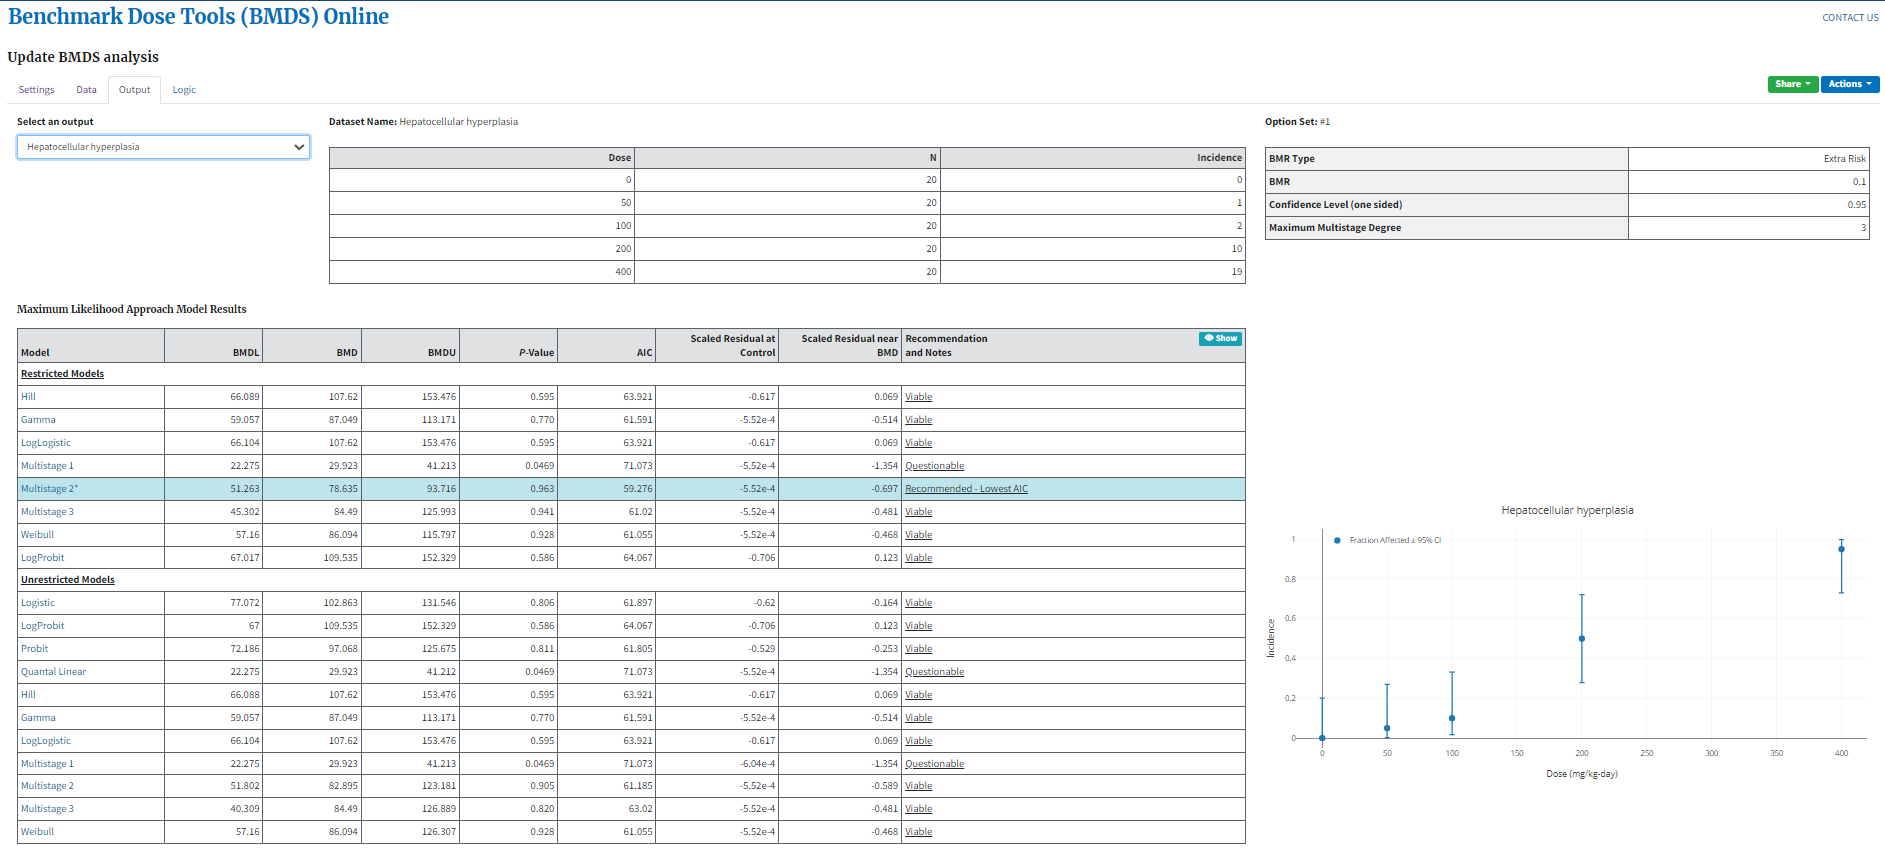 Benchmark Dose Tools (BMDS) Online
CONTACT US
Update BMDS analysis
Settings Data Output Logic
Share Actions
Select an output
Hepatocellular hyperplasia
Dataset Name: Hepatocellular hyperplasia
Dose N Incidence
0 20 0
50 20 1
100 20 2
200 20 10
400 20 19
Option Set: #1
BMR Type Extra Risk
BMR 0.1
Confidence Level (one sided) 0.95
Maximum Multistage Degree 3
Maximum Likelihood Approach Model Results
Model BMDL BMD BMDU P-Value AIC Scaled Residual at Control Scaled Residual near BMD Recommendation and Notes Show
Restricted Models
Hill 66.089 107.62 153.476 0.595 63.921 -0.617 0.069 Viable
Gamma 59.057 87.049 113.171 0.770 61.591 -5.52e-4 -0.514 Viable
LogLogistic 66.104 107.62 153.476 0.595 63.921 -0.617 0.069 Viable
Multistage 1 22.275 29.923 41.213 0.0469 71.073 -5.52e-4 -1.354 Questionable
Multistage 2* 51.263 78.635 93.716 0.963 59.276 -5.52e-4 -0.697 Recommended - Lowest AIC
Multistage 3 45.302 84.49 125.993 0.941 61.02 -5.52e-4 -0.481 Viable
Weibull 57.16 86.094 115.797 0.928 61.055 -5.52e-4 -0.468 Viable
LogProbit 67.017 109.535 152.329 0.586 64.067 -0.706 0.123 Viable
Unrestricted Models
Logistic 77.072 102.863 131.546 0.806 61.897 -0.62 -0.164 Viable
LogProbit 67 109.535 152.329 0.586 64.067 -0.706 0.123 Viable
Probit 72.186 97.068 125.675 0.811 61.805 -0.529 -0.253 Viable
Quantal Linear 22.275 29.923 41.212 0.0469 71.073 -5.52e-4 -1.354 Questionable
Hill 66.088 107.62 153.476 0.595 63.921 -0.617 0.069 Viable
Gamma 59.057 87.049 113.171 0.770 61.591 -5.52e-4 -0.514 Viable
LogLogistic 66.104 107.62 153.476 0.595 63.921 -0.617 0.069 Viable
Multistage 1 22.275 29.923 41.213 0.0469 71.073 -6.04e-4 -1.354 Questionable
Multistage 2 51.802 82.895 123.181 0.905 61.185 -5.52e-4 -0.589 Viable
Multistage 3 40.309 84.49 126.889 0.820 63.02 -5.52e-4 -0.481 Viable
Weibull 57.16 86.094 126.307 0.928 61.055 -5.52e-4 -0.468 Viable
Hepatocellular hyperplasia
Fraction Affected ± 95% CI
Incidence
1
0.8
0.6
0.4
0.2
0
0 50 100 150 200 250 300 350 400
Dose (mg/kg-day)